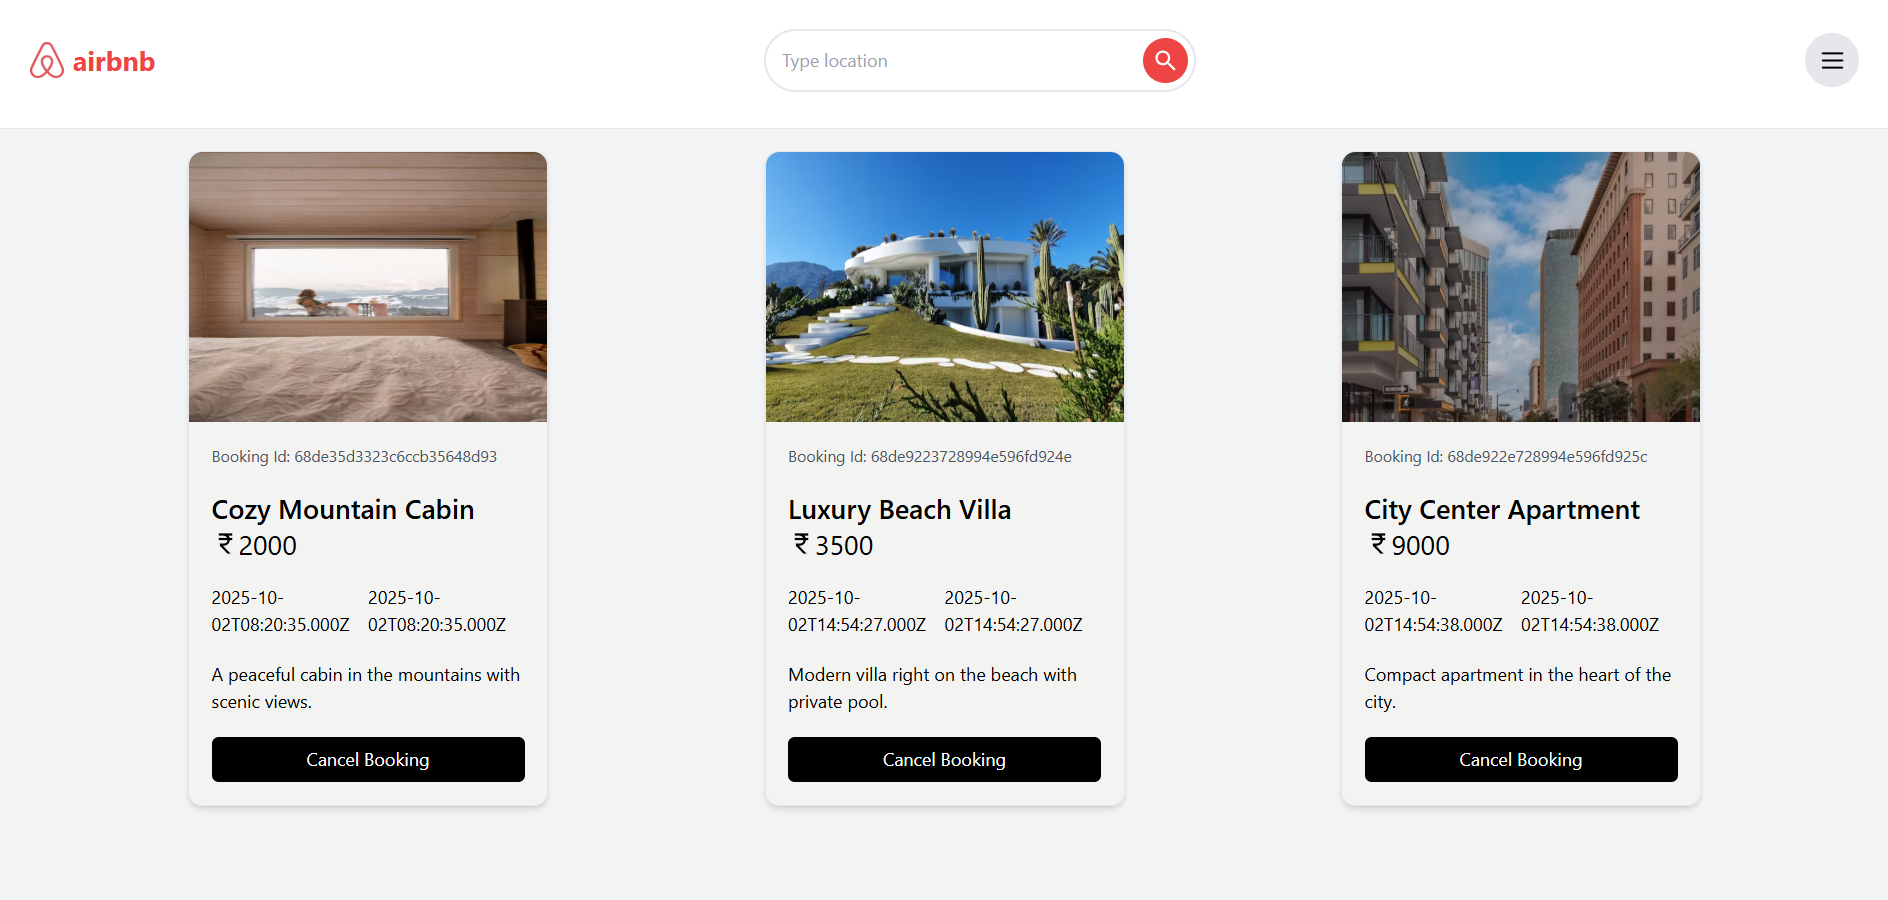 airbnb
Type location
Booking Id: 68de35d3323c6ccb35648d93
Cozy Mountain Cabin
₹ 2000
2025-10-02T08:20:35.000Z
2025-10-02T08:20:35.000Z
A peaceful cabin in the mountains with
scenic views.
Cancel Booking
Booking Id: 68de9223728994e596fd924e
Luxury Beach Villa
₹ 3500
2025-10-02T14:54:27.000Z
2025-10-02T14:54:27.000Z
Modern villa right on the beach with
private pool.
Cancel Booking
Booking Id: 68de922e728994e596fd925c
City Center Apartment
₹ 9000
2025-10-02T14:54:38.000Z
2025-10-02T14:54:38.000Z
Compact apartment in the heart of the
city.
Cancel Booking